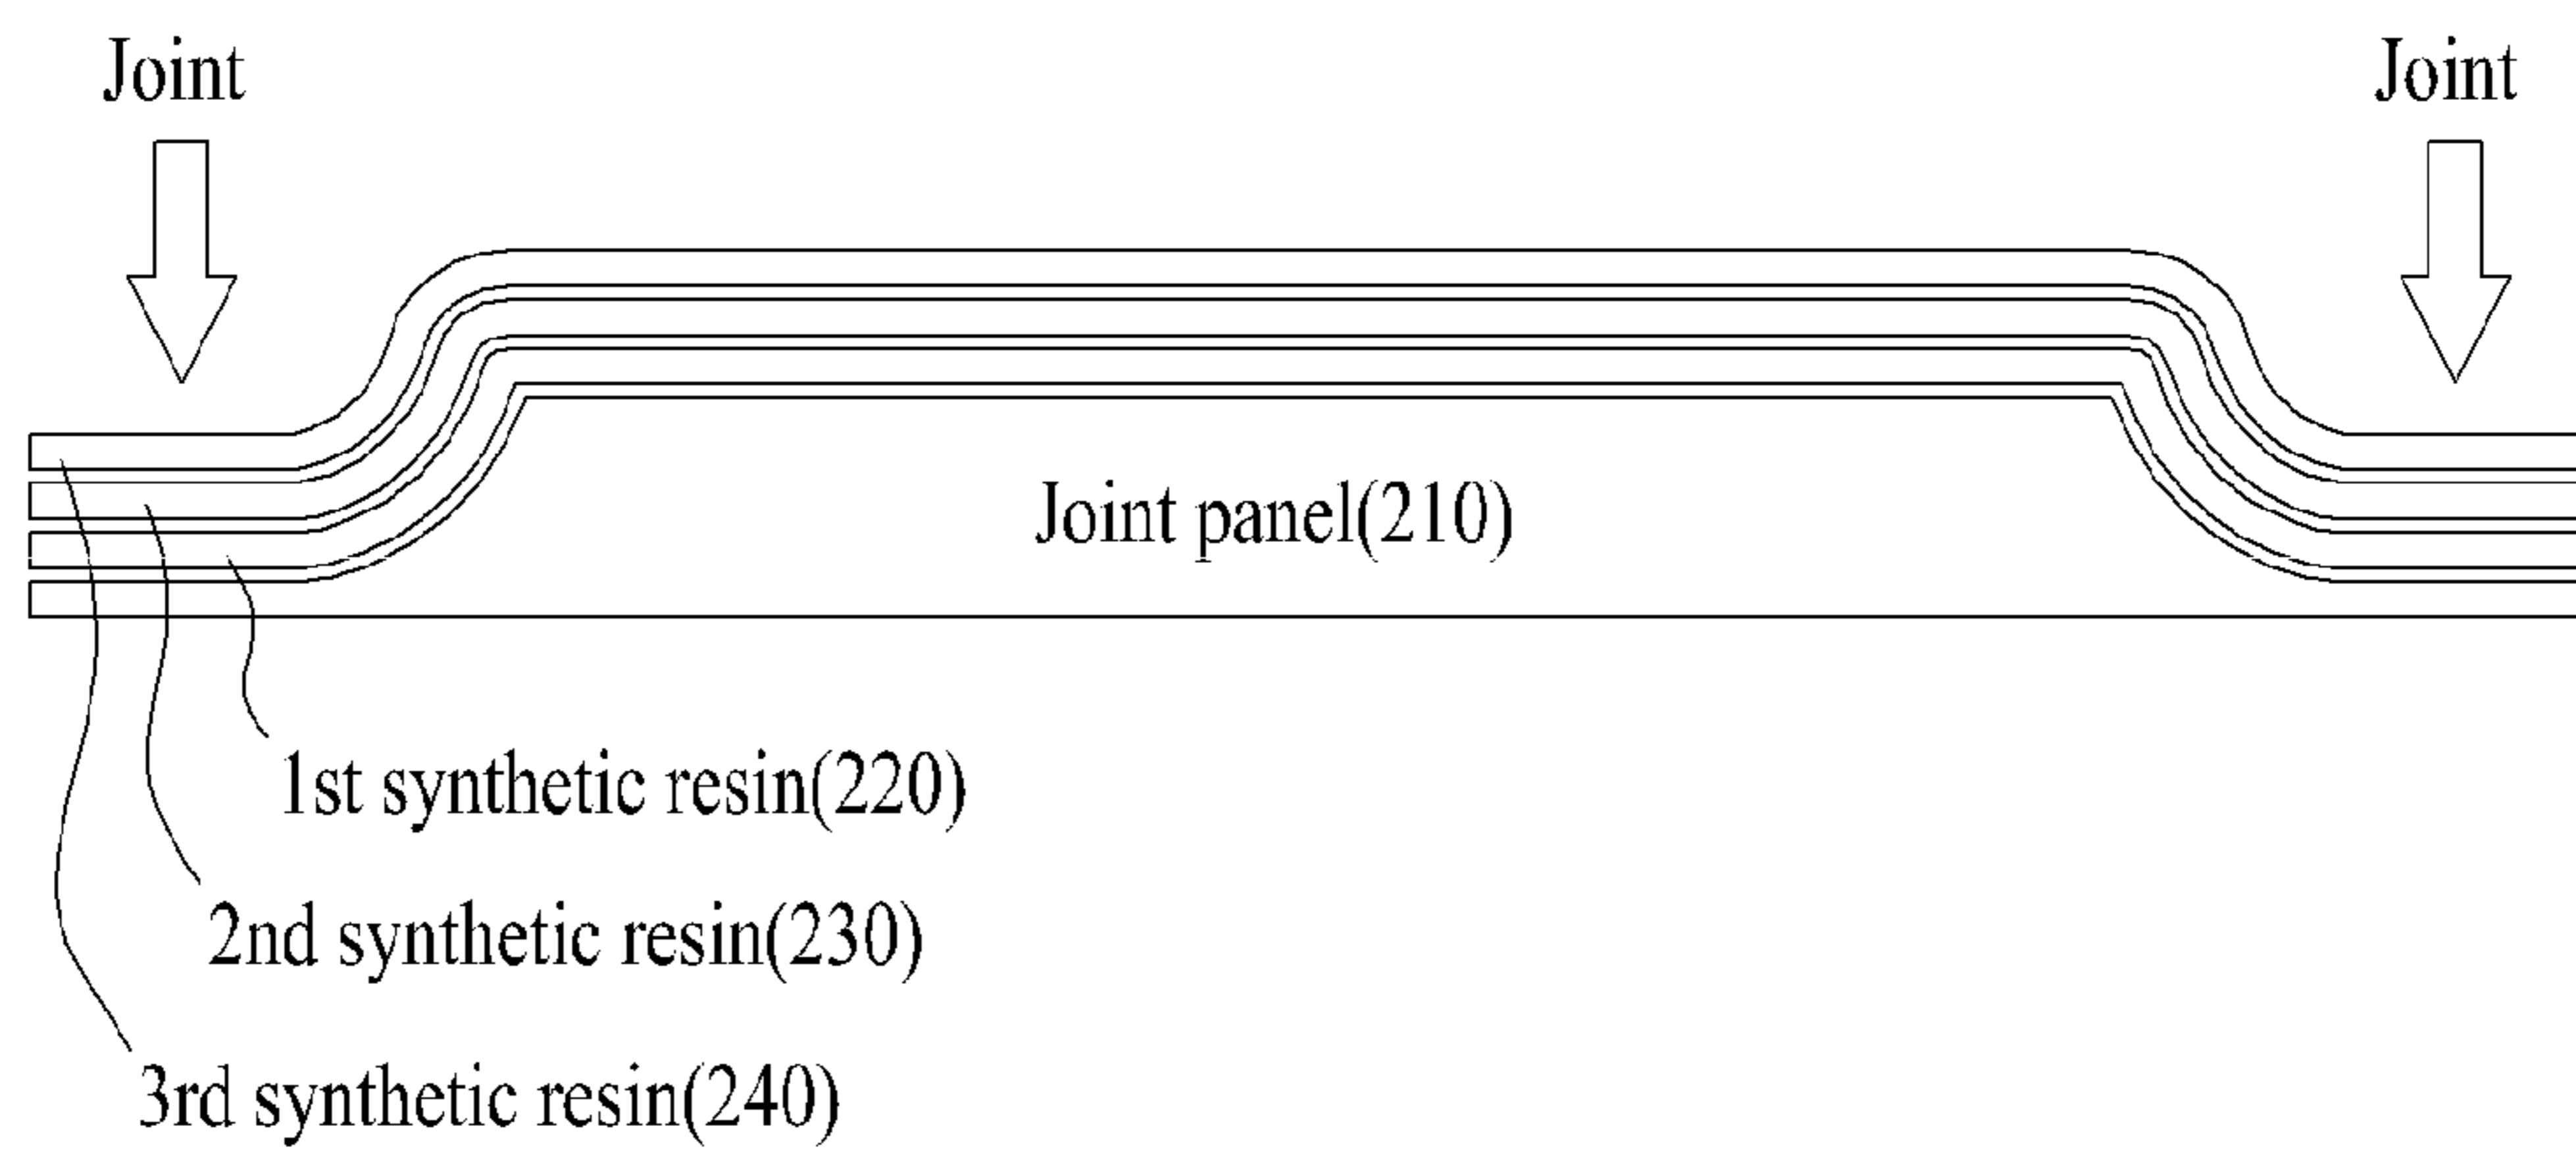 Joint
Joint
Joint panel(210)
1st synthetic resin(220)
2nd synthetic resin(230)
3rd synthetic resin(240)